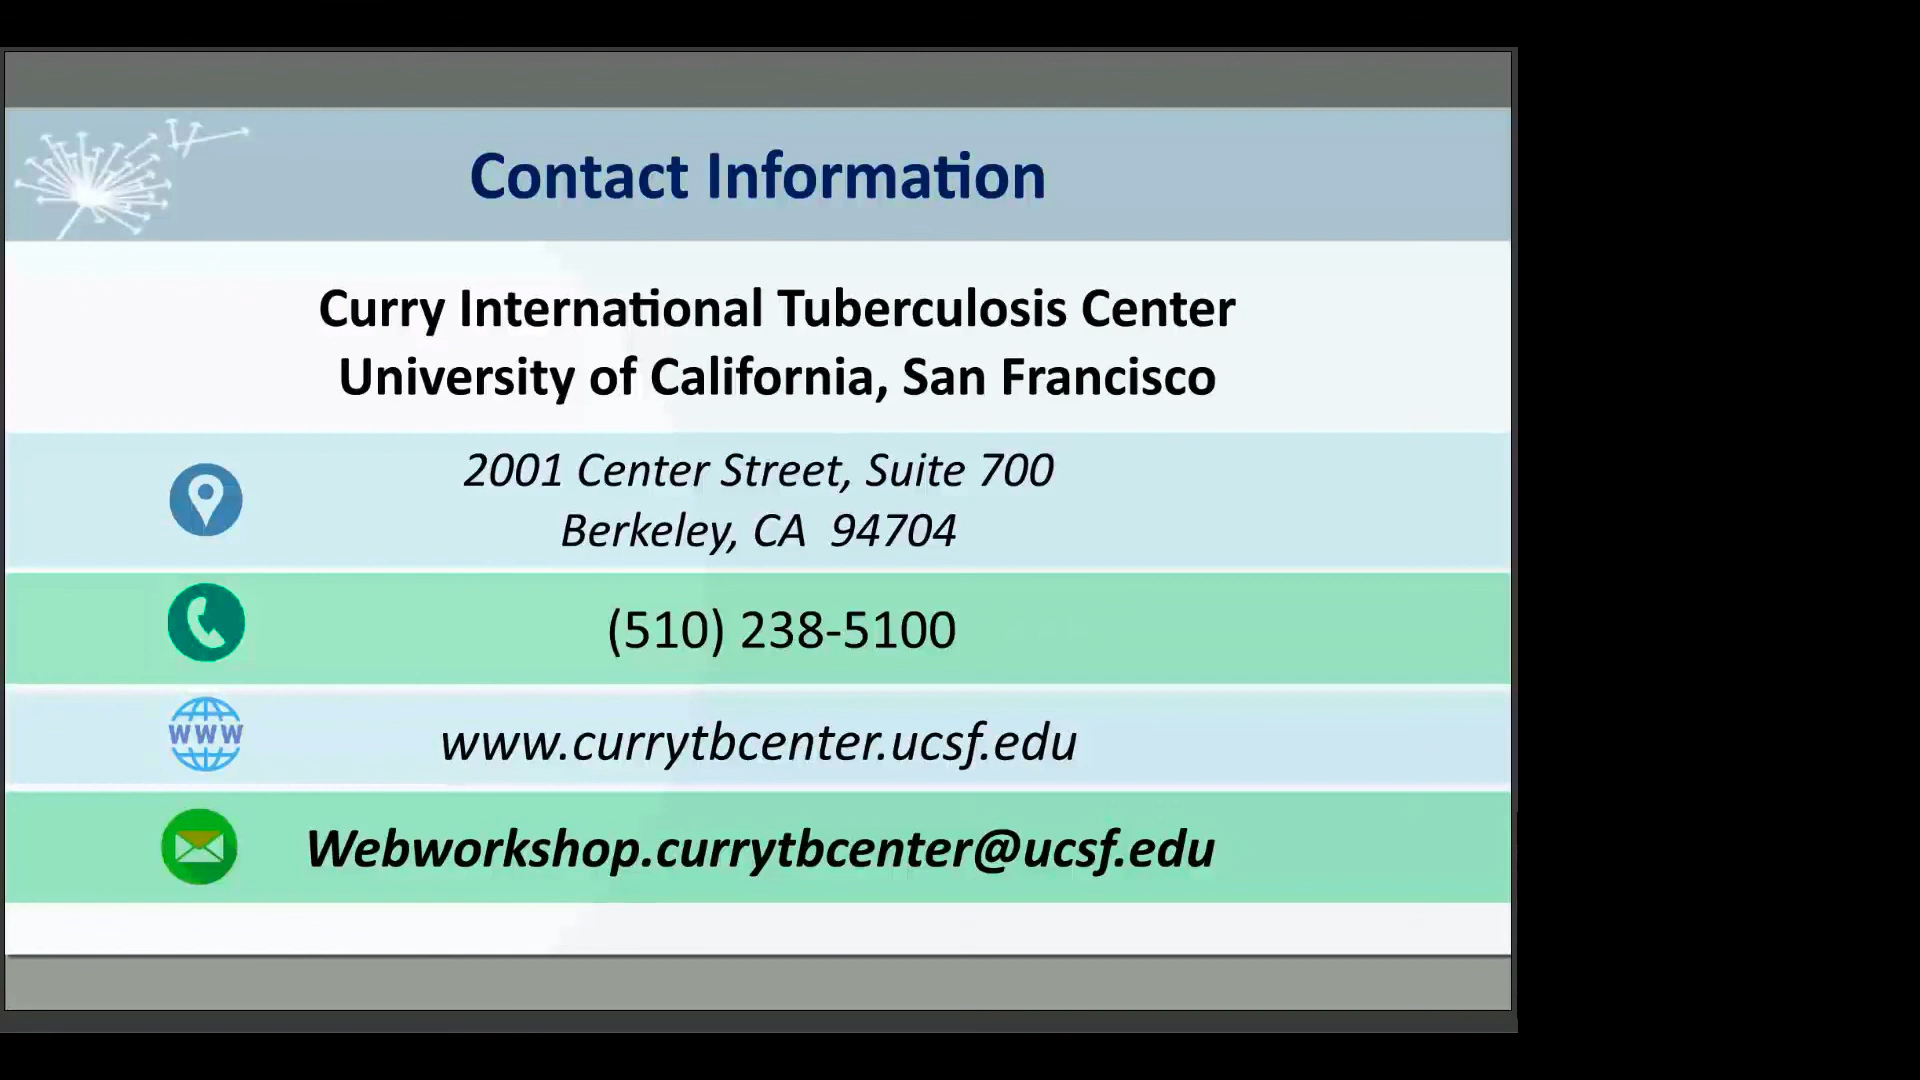 Contact Information
Curry International Tuberculosis Center
University of California, San Francisco
2001 Center Street, Suite 700
Berkeley, CA  94704
(510) 238-5100
WWW
www.currytbcenter.ucsf.edu
Webworkshop.currytbcenter@ucsf.edu